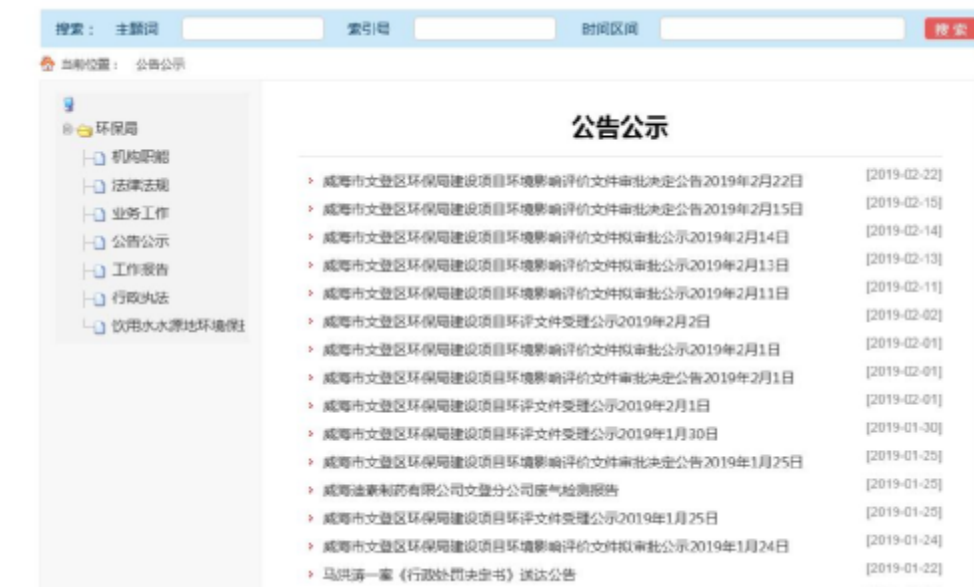 搜索： 主题词 索引号 时间区间 搜索
当前位置： 公告公示
环保局
机构职能
法律法规
业务工作
公告公示
工作报告
行政执法
饮用水水源地环境保
公告公示
威海市文登区环保局建设项目环境影响评价文件审批决定公告2019年2月22日 [2019-02-22]
威海市文登区环保局建设项目环境影响评价文件审批决定公告2019年2月15日 [2019-02-15]
威海市文登区环保局建设项目环境影响评价文件拟审批公示2019年2月14日 [2019-02-14]
威海市文登区环保局建设项目环境影响评价文件拟审批公示2019年2月13日 [2019-02-13]
威海市文登区环保局建设项目环境影响评价文件拟审批公示2019年2月11日 [2019-02-11]
威海市文登区环保局建设项目环评文件受理公示2019年2月2日 [2019-02-02]
威海市文登区环保局建设项目环境影响评价文件拟审批公示2019年2月1日 [2019-02-01]
威海市文登区环保局建设项目环境影响评价文件审批决定公告2019年2月1日 [2019-02-01]
威海市文登区环保局建设项目环评文件受理公示2019年2月1日 [2019-02-01]
威海市文登区环保局建设项目环评文件受理公示2019年1月30日 [2019-01-30]
威海市文登区环保局建设项目环境影响评价文件审批决定公告2019年1月25日 [2019-01-25]
威海迪素制药有限公司文登分公司废气检测报告 [2019-01-25]
威海市文登区环保局建设项目环评文件受理公示2019年1月25日 [2019-01-25]
威海市文登区环保局建设项目环境影响评价文件拟审批公示2019年1月24日 [2019-01-24]
马洪涛一案《行政处罚决定书》送达公告 [2019-01-22]